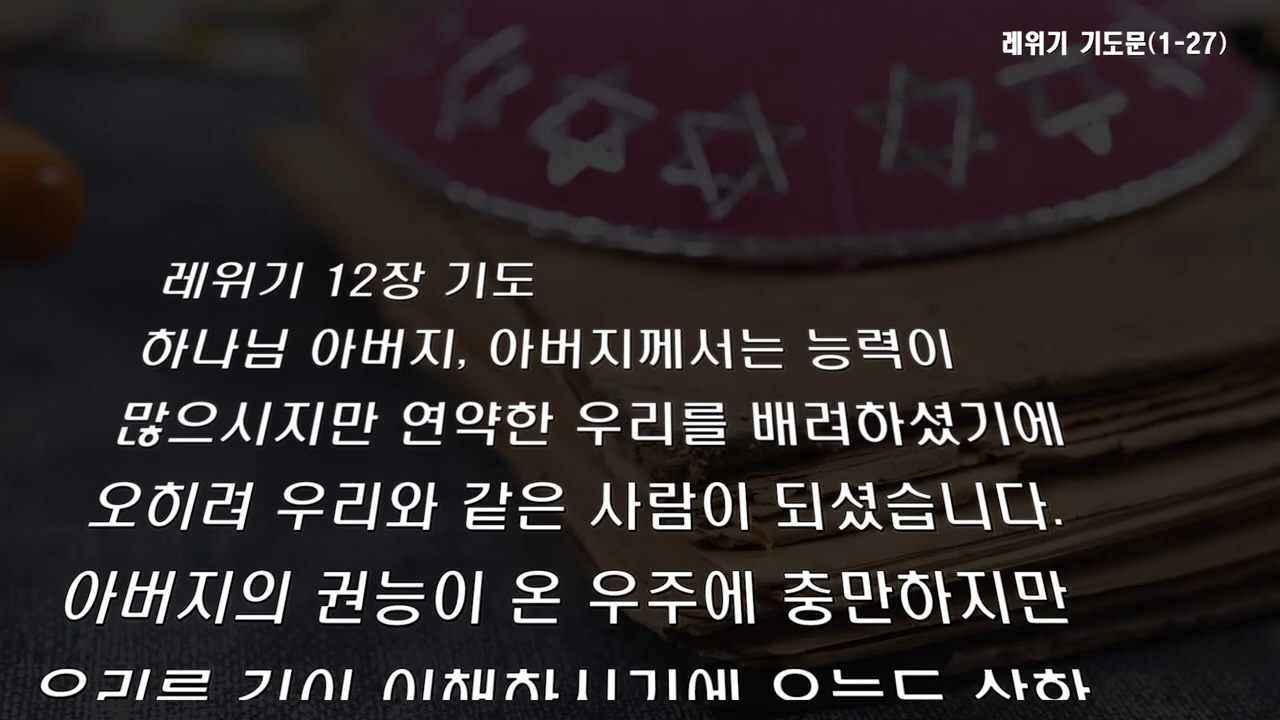 레위기 기도문(1-27)
레위기 12장 기도
하나님 아버지, 아버지께서는 능력이
많으시지만 연약한 우리를 배려하셨기에
오히려 우리와 같은 사람이 되셨습니다.
아버지의 권능이 온 우주에 충만하지만